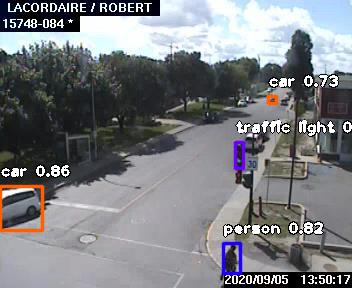 LACORDAIRE / ROBERT
15748-084 *
car 0.73
traffic light 0
30
car 0.86
person 0.82
2020/09/05 13:50:17